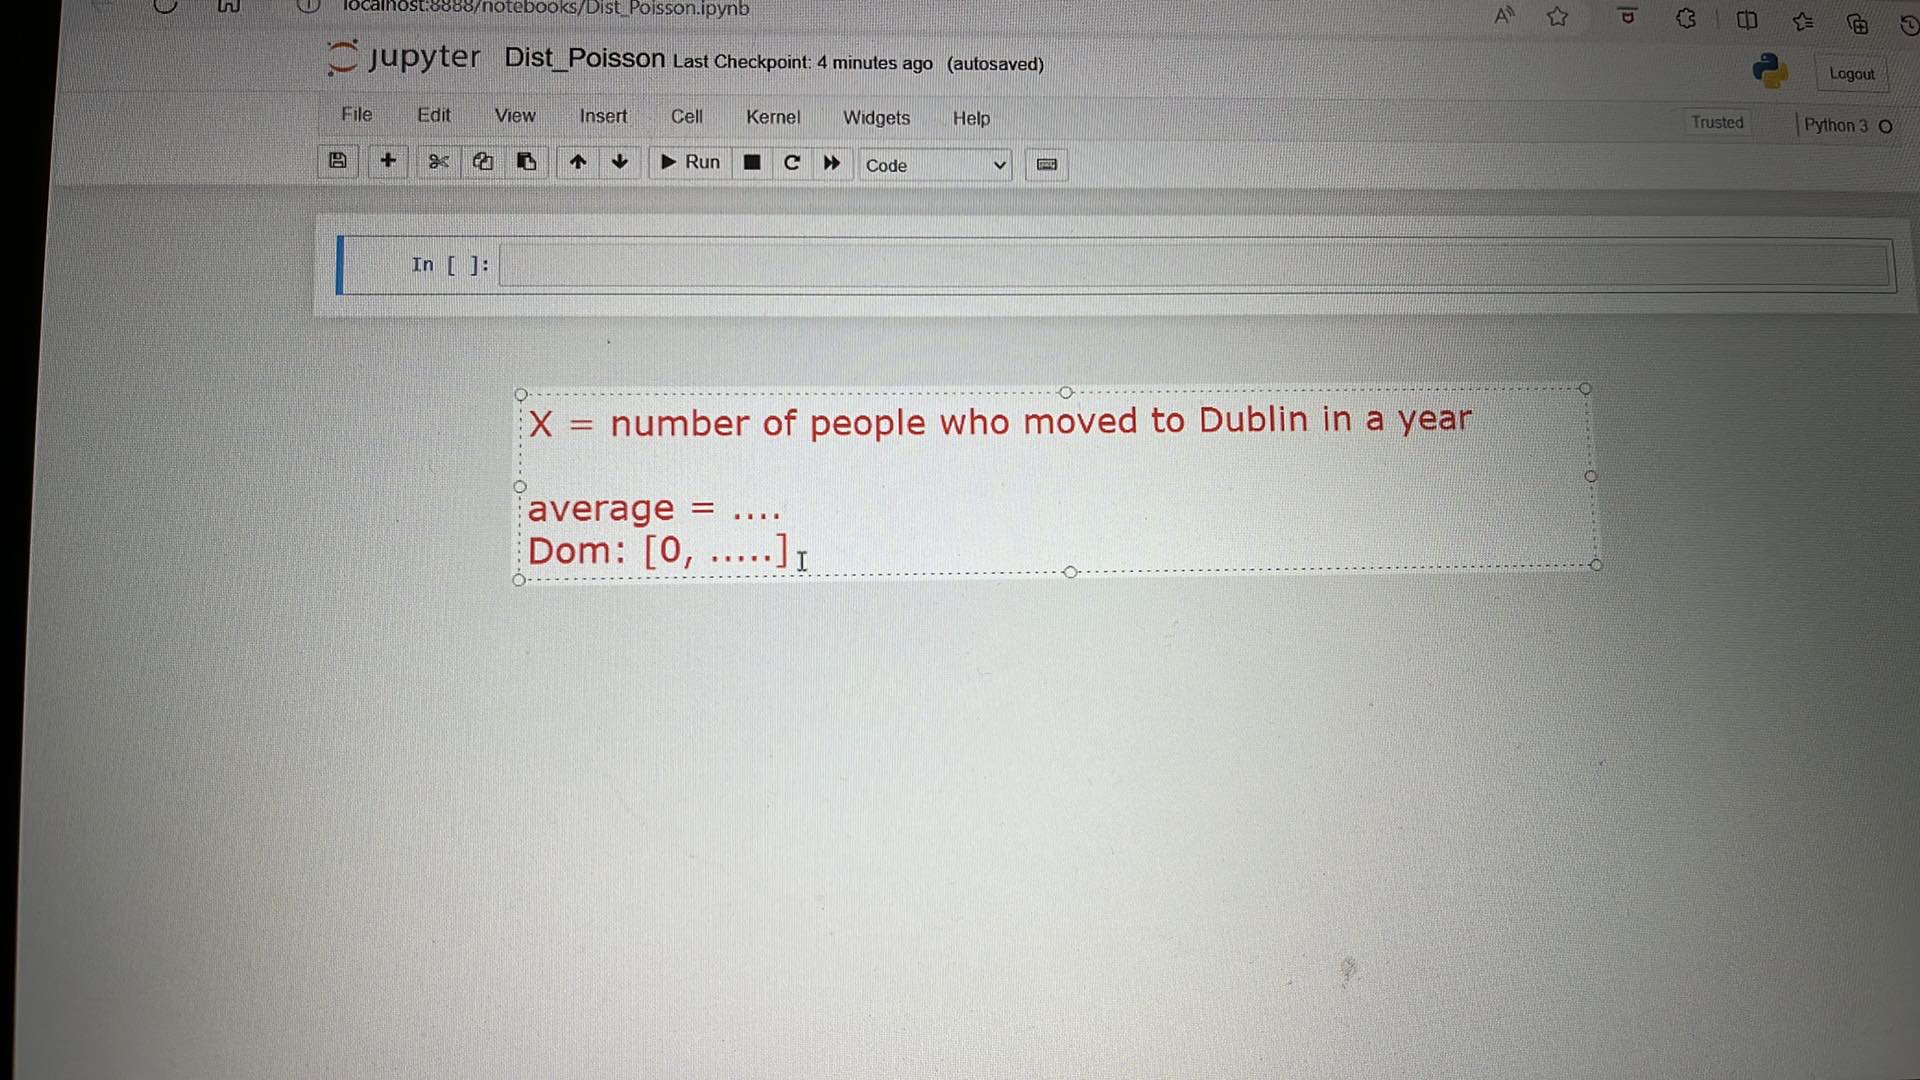 localhost:8888/notebooks/Dist_Poisson.ipynb
jupyter Dist_Poisson Last Checkpoint: 4 minutes ago (autosaved)
Logout
File Edit View Insert Cell Kernel Widgets Help
Trusted
Python 3
Run
Code
In [ ]:
X = number of people who moved to Dublin in a year
average = ....
Dom: [0, .....]